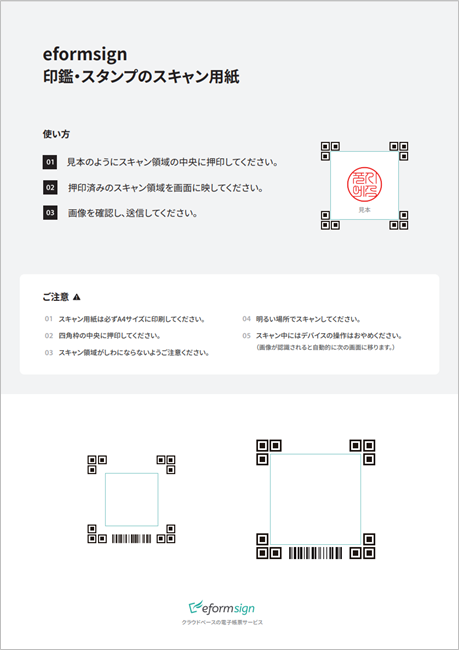 eformsign
印鑑・スタンプのスキャン用紙
使い方
01 見本のようにスキャン領域の中央に押印してください。
02 押印済みのスキャン領域を画面に映してください。
03 画像を確認し、送信してください。
見本
ご注意
01 スキャン用紙は必ずA4サイズに印刷してください。
02 四角枠の中央に押印してください。
03 スキャン領域がしわにならないようご注意ください。
04 明るい場所でスキャンしてください。
05 スキャン中にはデバイスの操作はおやめください。
（画像が認識されると自動的に次の画面に移ります。）
eformsign
クラウドベースの電子帳票サービス